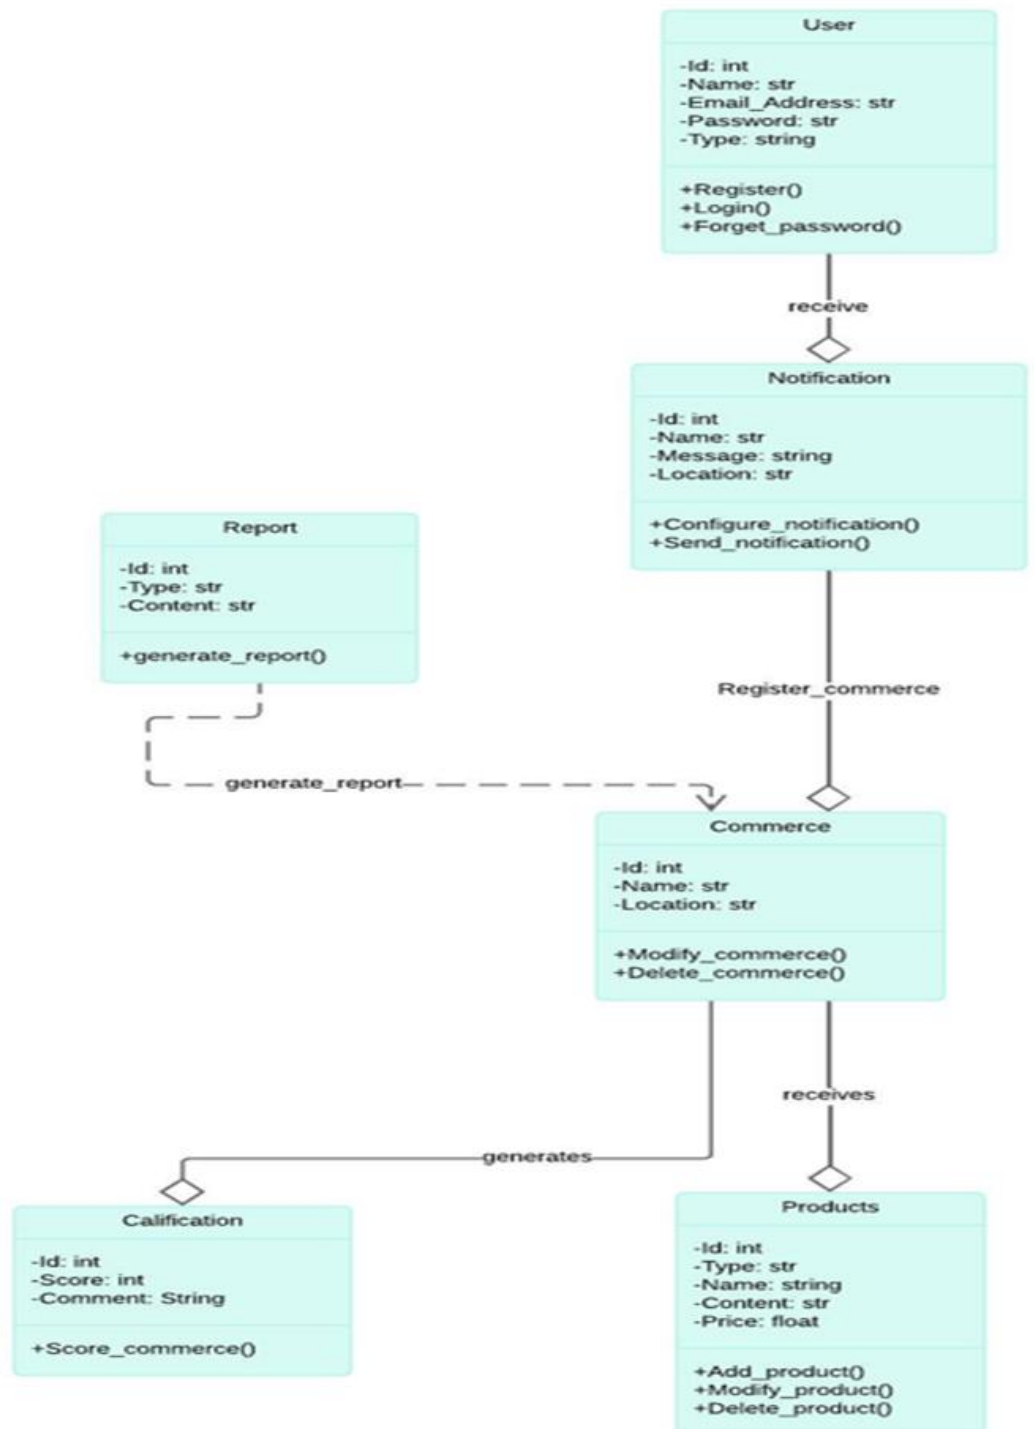 User
-Id: int
-Name: str
-Email_Address: str
-Password: str
-Type: string
+Register()
+Login()
+Forget_password()
receive
Notification
-Id: int
-Name: str
-Message: string
-Location: str
+Configure_notification()
+Send_notification()
Report
-Id: int
-Type: str
-Content: str
+generate_report()
Register_commerce
generate_report
Commerce
-Id: int
-Name: str
-Location: str
+Modify_commerce()
+Delete_commerce()
receives
generates
Calification
-Id: int
-Score: int
-Comment: String
+Score_commerce()
Products
-Id: int
-Type: str
-Name: string
-Content: str
-Price: float
+Add_product()
+Modify_product()
+Delete_product()